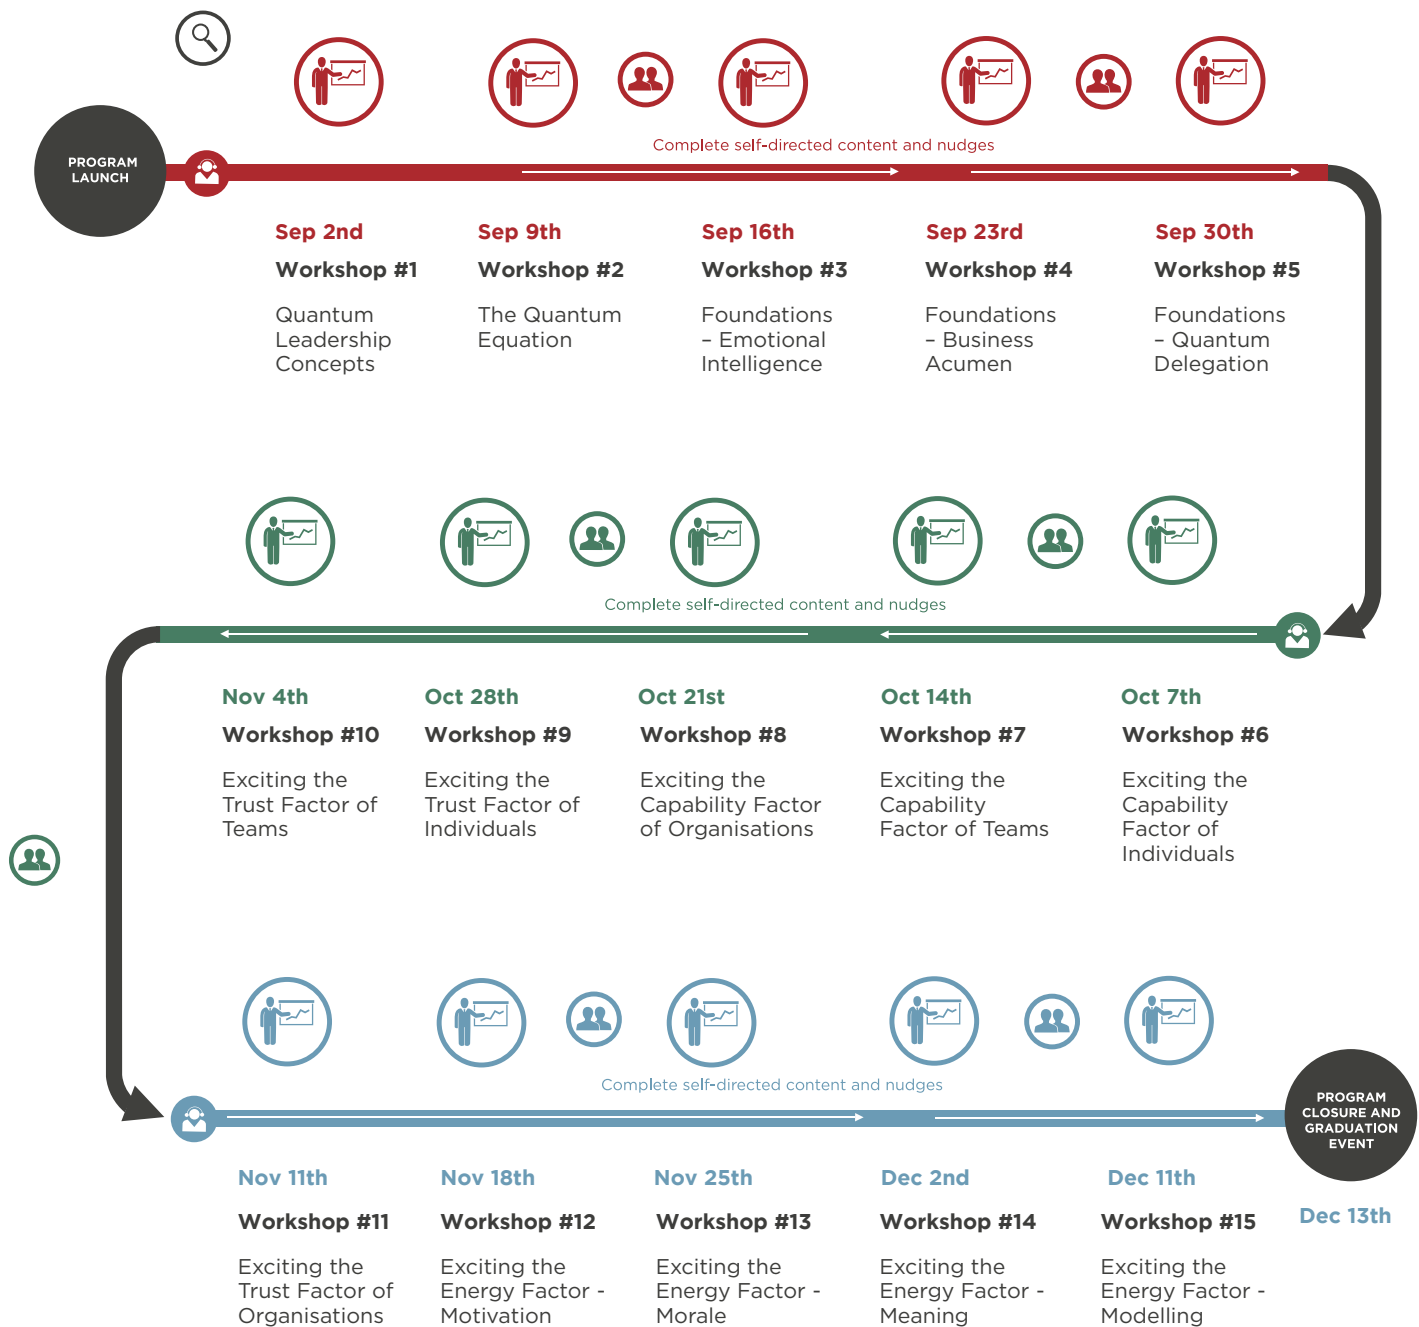 PROGRAM
LAUNCH
Complete self-directed content and nudges
Sep 2nd
Workshop #1
Quantum
Leadership
Concepts
Sep 9th
Workshop #2
The Quantum
Equation
Sep 16th
Workshop #3
Foundations
– Emotional
Intelligence
Sep 23rd
Workshop #4
Foundations
– Business
Acumen
Sep 30th
Workshop #5
Foundations
– Quantum
Delegation
Complete self-directed content and nudges
Nov 4th
Workshop #10
Exciting the
Trust Factor of
Teams
Oct 28th
Workshop #9
Exciting the
Trust Factor of
Individuals
Oct 21st
Workshop #8
Exciting the
Capability Factor
of Organisations
Oct 14th
Workshop #7
Exciting the
Capability
Factor of Teams
Oct 7th
Workshop #6
Exciting the
Capability
Factor of
Individuals
Complete self-directed content and nudges
Nov 11th
Workshop #11
Exciting the
Trust Factor of
Organisations
Nov 18th
Workshop #12
Exciting the
Energy Factor -
Motivation
Nov 25th
Workshop #13
Exciting the
Energy Factor -
Morale
Dec 2nd
Workshop #14
Exciting the
Energy Factor -
Meaning
Dec 11th
Workshop #15
Exciting the
Energy Factor -
Modelling
PROGRAM
CLOSURE AND
GRADUATION
EVENT
Dec 13th